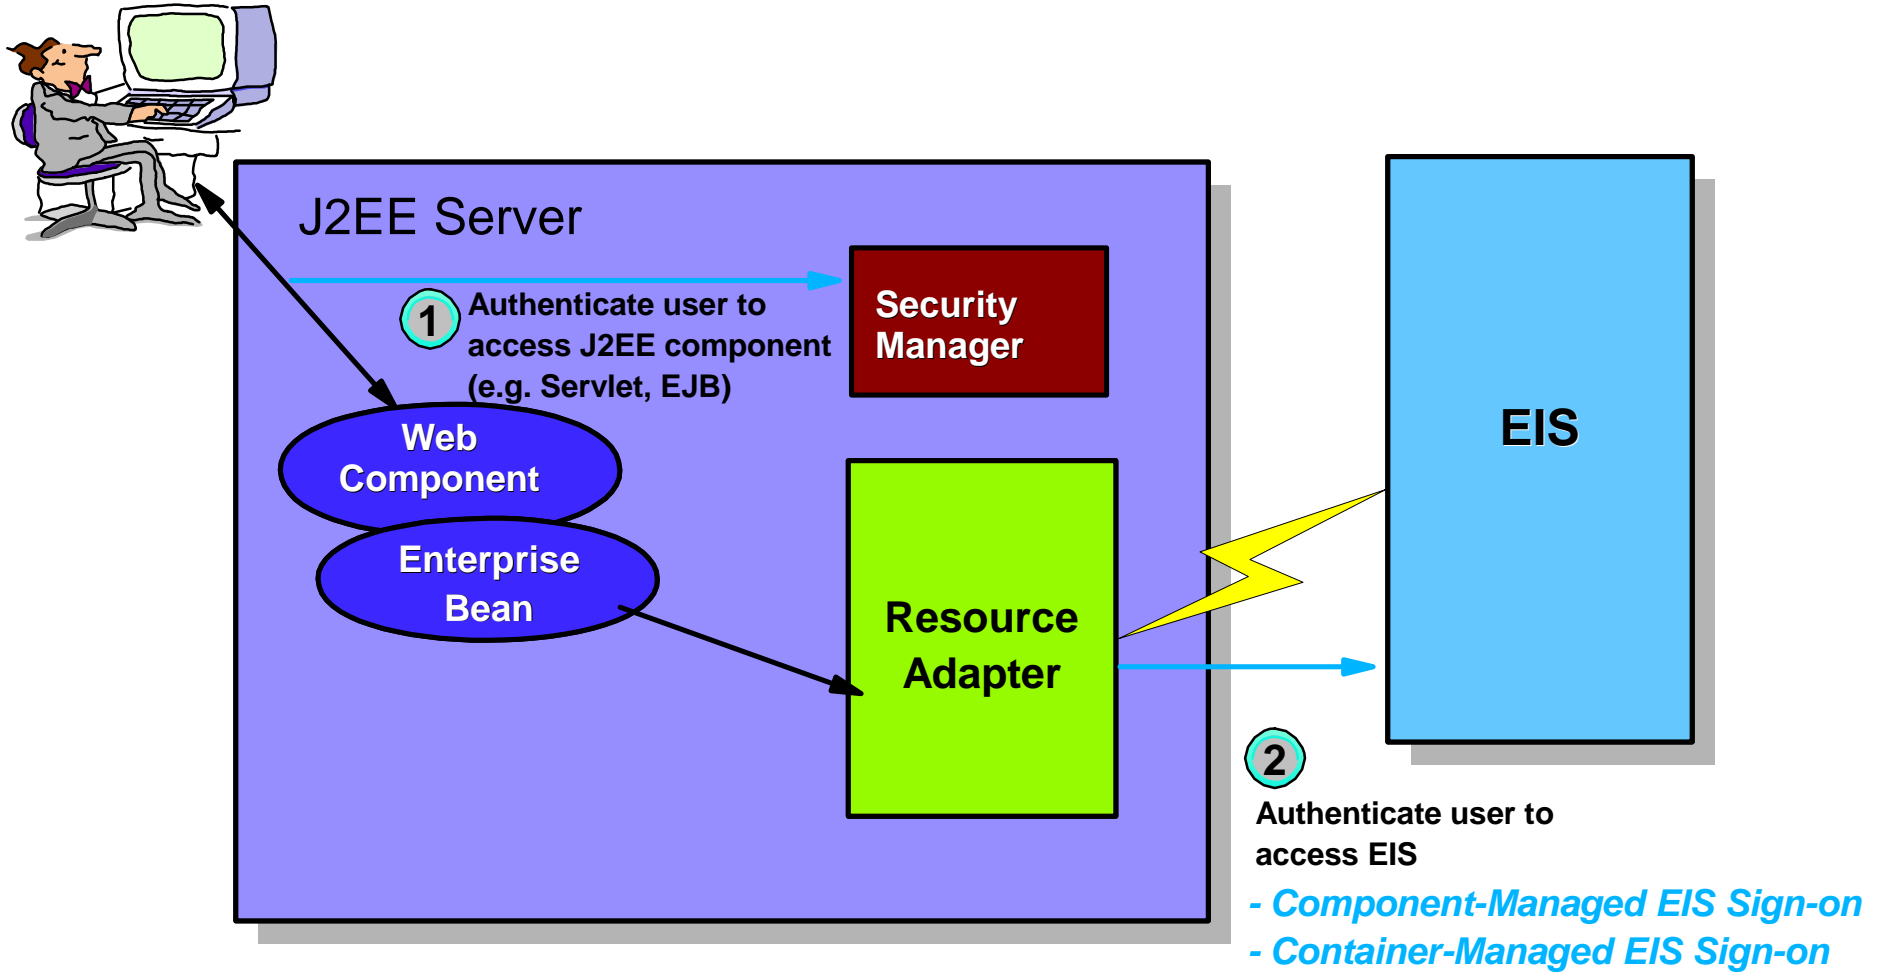 J2EE Server
1
Authenticate user to
access J2EE component
(e.g. Servlet, EJB)
Security
Manager
Web
Component
Enterprise
Bean
Resource
Adapter
EIS
2
Authenticate user to
access EIS
- Component-Managed EIS Sign-on
- Container-Managed EIS Sign-on